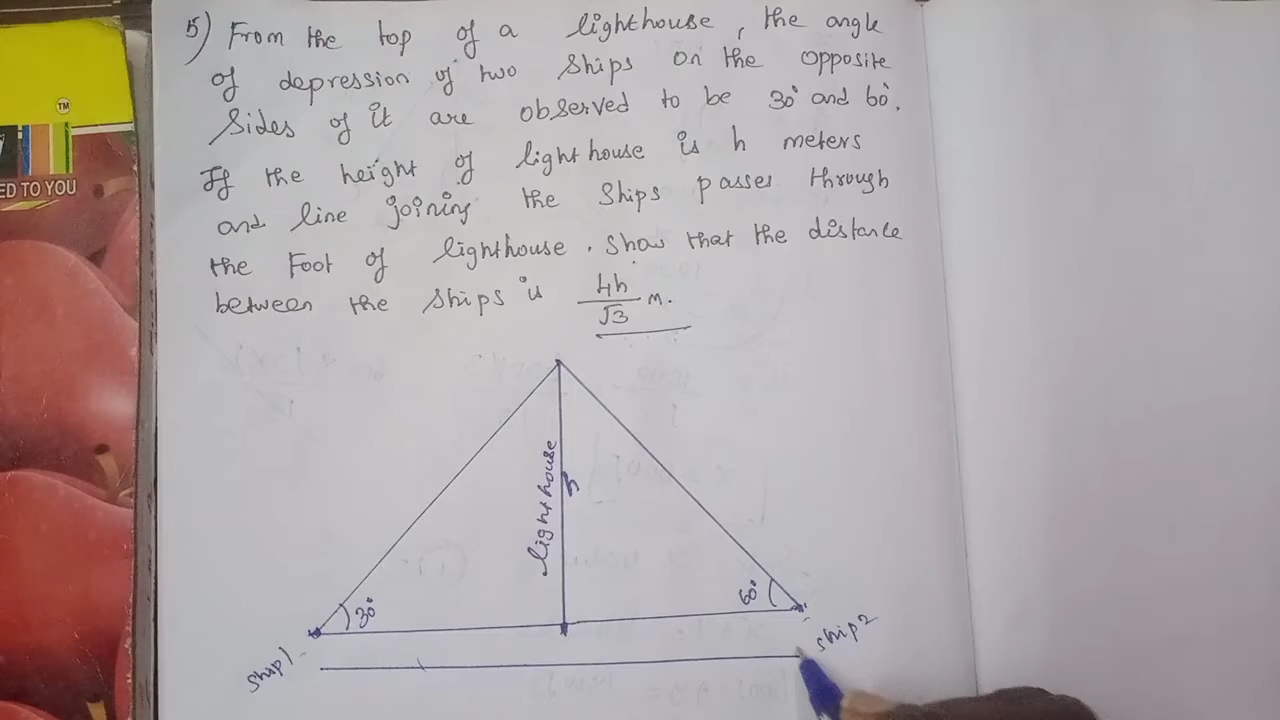 5) From the top of a lighthouse, the angle
of depression of two ships on the opposite
Sides of it are observed to be 30° and 60°.
If the height of light house is h meters
and line joining the Ships passes through
the Foot of lighthouse. Show that the distance
between the ships is 4h/√3 m.
TM
ED TO YOU
lighthouse
h
30°
60°
Ship1
Ship2